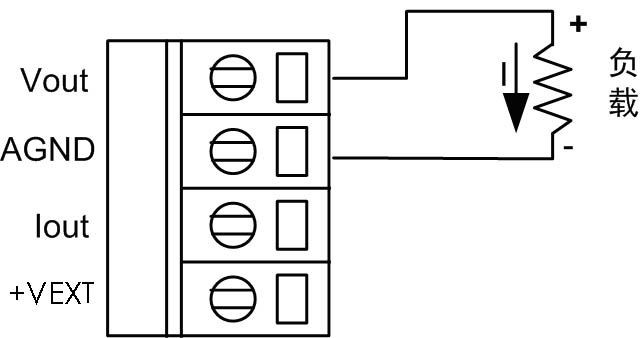 Vout
AGND
Iout
+VEXT
+
I
负
载
-